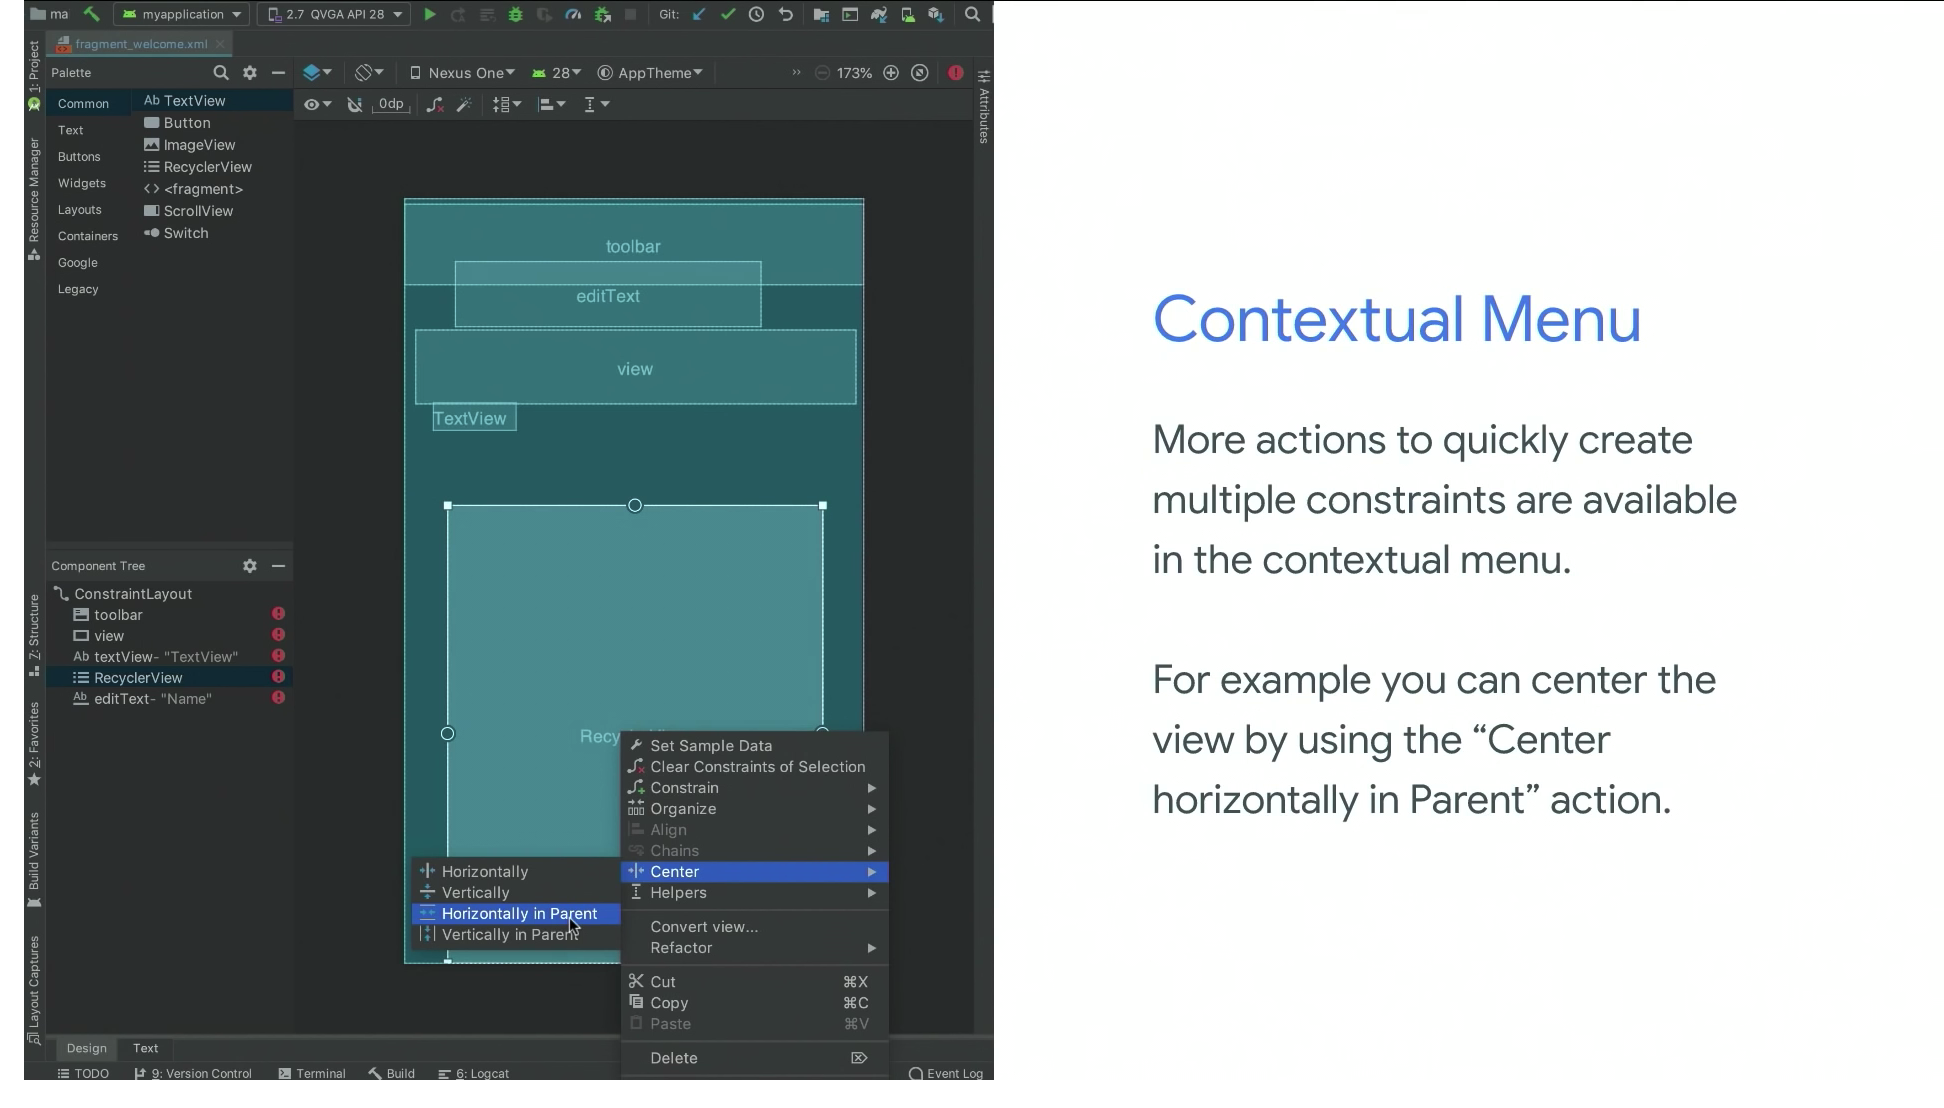 ma
myapplication
2.7 QVGA API 28
Git:
1: Project
Resource Manager
7: Structure
2: Favorites
Build Variants
Layout Captures
fragment_welcome.xml
Palette
Common
Text
Buttons
Widgets
Layouts
Containers
Google
Legacy
Ab TextView
Button
ImageView
RecyclerView
<fragment>
ScrollView
Switch
Nexus One
28
AppTheme
173%
0dp
Attributes
toolbar
editText
view
TextView
Component Tree
ConstraintLayout
toolbar
view
Ab textView- "TextView"
RecyclerView
Ab editText- "Name"
Set Sample Data
Clear Constraints of Selection
Constrain
Organize
Align
Chains
Center
Helpers
Convert view...
Refactor
Cut ⌘X
Copy ⌘C
Paste ⌘V
Delete
Horizontally
Vertically
Horizontally in Parent
Vertically in Parent
Design Text
TODO 9: Version Control Terminal Build 6: Logcat Event Log
Contextual Menu
More actions to quickly create
multiple constraints are available
in the contextual menu.
For example you can center the
view by using the “Center
horizontally in Parent” action.